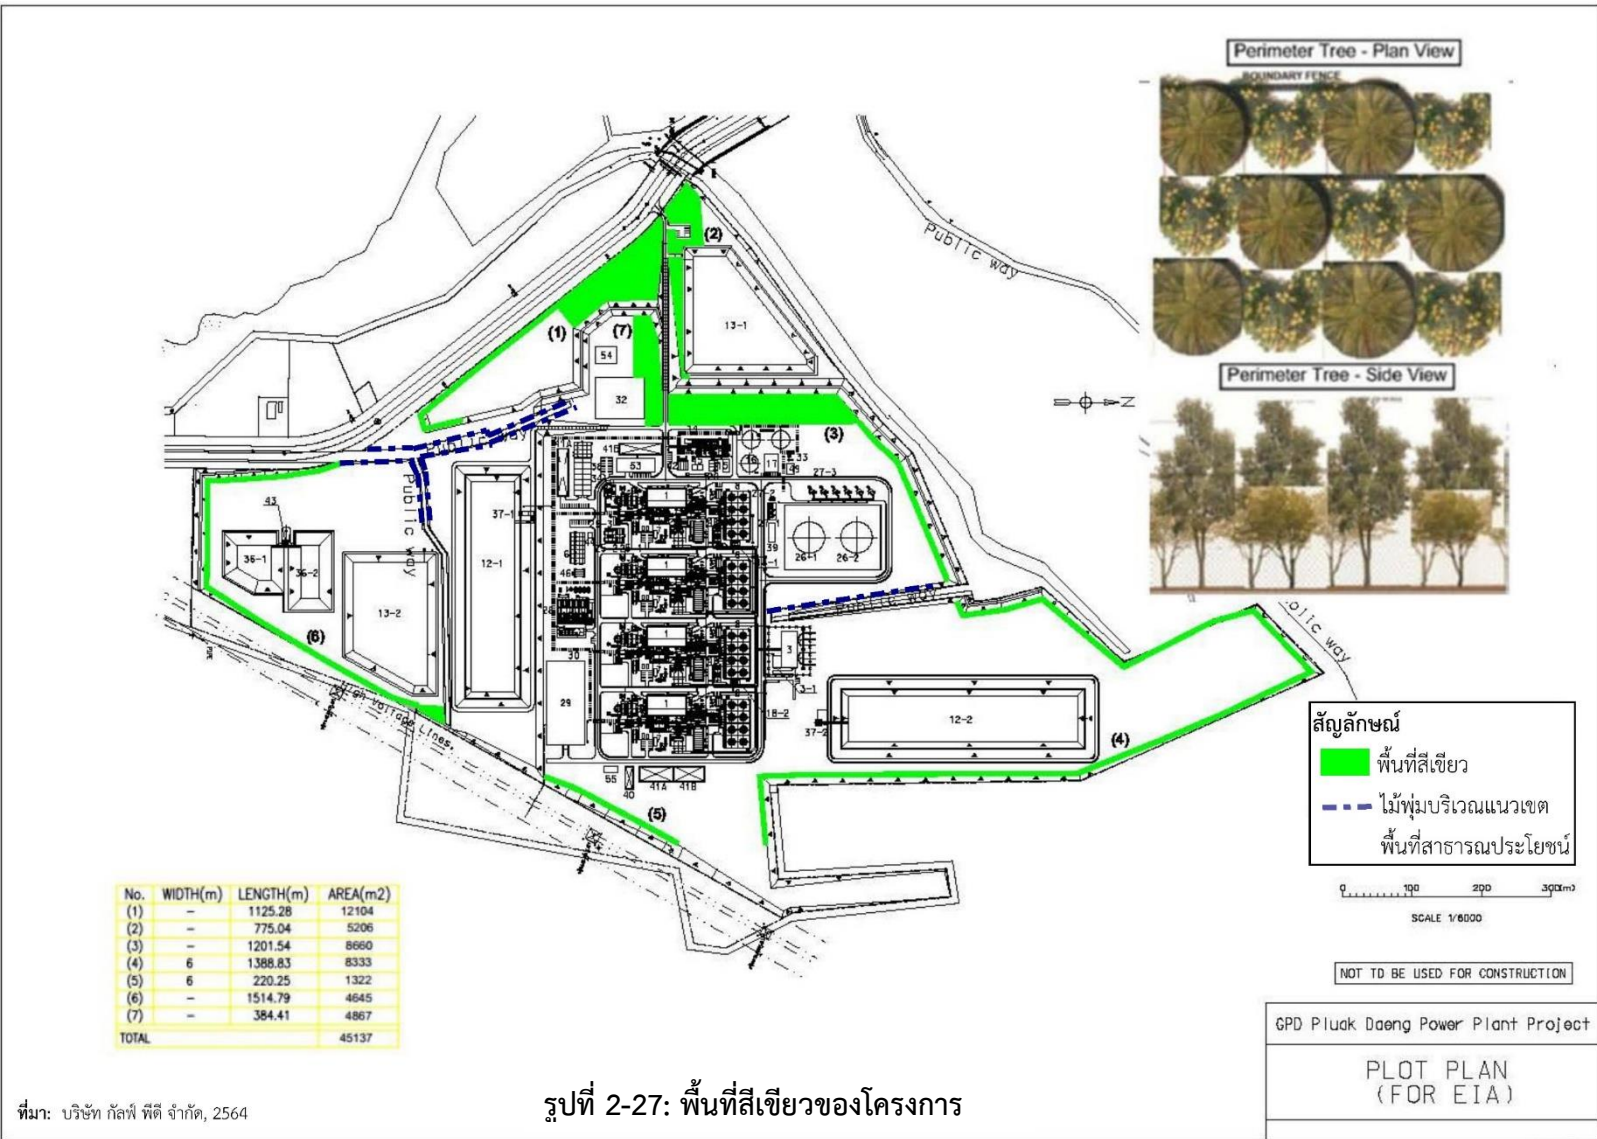 Perimeter Tree - Plan View
BOUNDARY FENCE
Perimeter Tree - Side View
Public way
(2)
13-1
(1)
(7)
54
32
(3)
N
Public way
Public way
41B
53
17
33
27-3
27-2
43
36-1
36-2
13-2
12-1
37-1
39
26-1
26-2
46
1
1
1
1
30
29
3
3-1
18-2
37-2
12-2
(4)
(6)
High Voltage Lines.
55
40
41A
41B
(5)
Public way
สัญลักษณ์
พื้นที่สีเขียว
ไม้พุ่มบริเวณแนวเขต
พื้นที่สาธารณประโยชน์
0 100 200 300(m)
SCALE 1/6000
NOT TO BE USED FOR CONSTRUCTION
No. WIDTH(m) LENGTH(m) AREA(m2)
(1) - 1125.28 12104
(2) - 775.04 5206
(3) - 1201.54 8660
(4) 6 1388.83 8333
(5) 6 220.25 1322
(6) - 1514.79 4645
(7) - 384.41 4867
TOTAL 45137
GPD Pluak Daeng Power Plant Project
PLOT PLAN
(FOR EIA)
ที่มา: บริษัท กัลฟ์ พีดี จำกัด, 2564
รูปที่ 2-27: พื้นที่สีเขียวของโครงการ